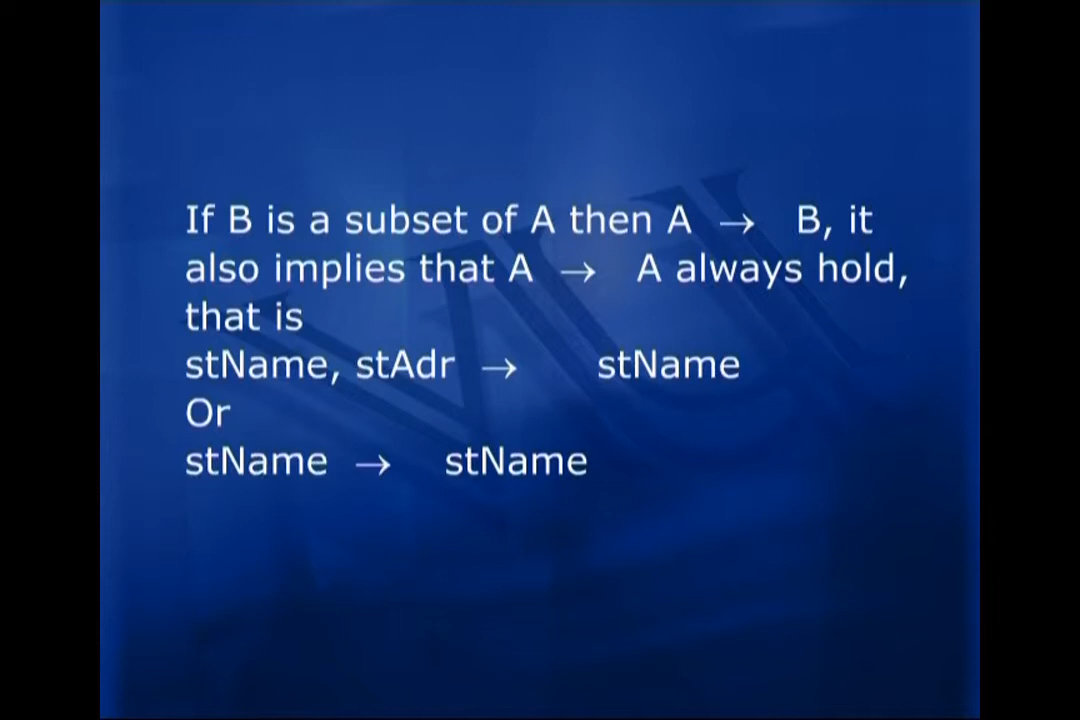 If B is a subset of A then A → B, it
also implies that A → A always hold,
that is
stName, stAdr → stName
Or
stName → stName